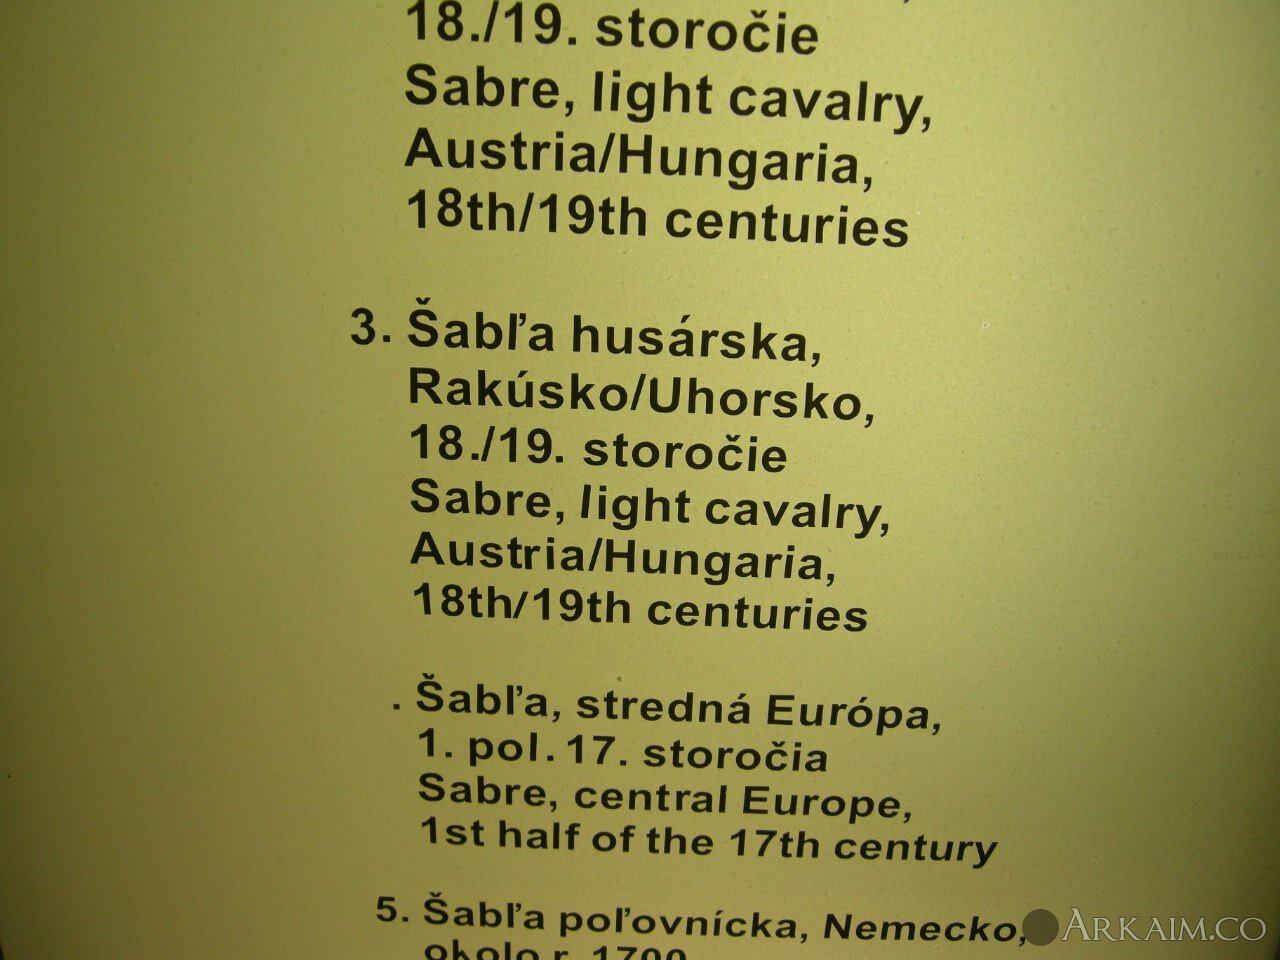 18./19. storočie
Sabre, light cavalry,
Austria/Hungaria,
18th/19th centuries
3. Šabľa husárska,
Rakúsko/Uhorsko,
18./19. storočie
Sabre, light cavalry,
Austria/Hungaria,
18th/19th centuries
. Šabľa, stredná Európa,
1. pol. 17. storočia
Sabre, central Europe,
1st half of the 17th century
5. Šabľa poľovnícka, Nemecko,
okolo r. 1700
ARKAIM.CO